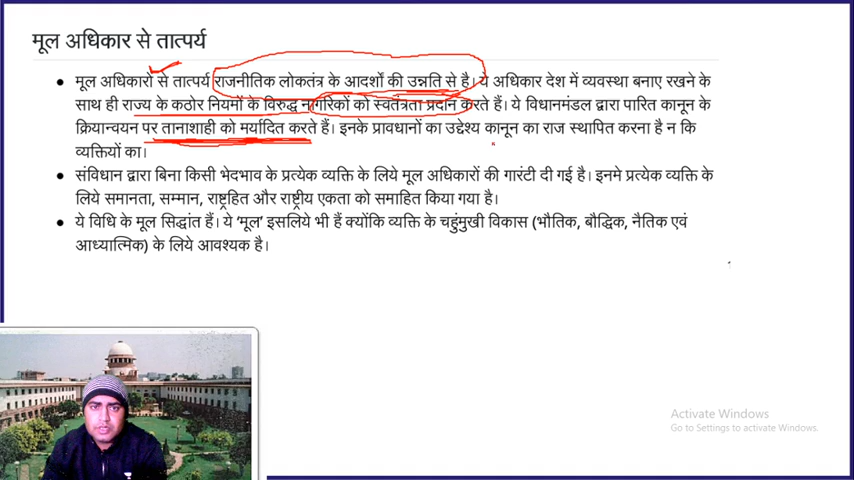 मूल अधिकार से तात्पर्य
मूल अधिकारो से तात्पर्य राजनीतिक लोकतंत्र के आदर्शों की उन्नति से है। ये अधिकार देश में व्यवस्था बनाए रखने के
साथ ही राज्य के कठोर नियमों के विरुद्ध नागरिकों को स्वतंत्रता प्रदान करते हैं। ये विधानमंडल द्वारा पारित कानून के
क्रियान्वयन पर तानाशाही को मर्यादित करते हैं। इनके प्रावधानों का उद्देश्य कानून का राज स्थापित करना है न कि
व्यक्तियों का।
संविधान द्वारा बिना किसी भेदभाव के प्रत्येक व्यक्ति के लिये मूल अधिकारों की गारंटी दी गई है। इनमे प्रत्येक व्यक्ति के
लिये समानता, सम्मान, राष्ट्रहित और राष्ट्रीय एकता को समाहित किया गया है।
ये विधि के मूल सिद्धांत हैं। ये ‘मूल’ इसलिये भी हैं क्योंकि व्यक्ति के चहुंमुखी विकास (भौतिक, बौद्धिक, नैतिक एवं
आध्यात्मिक) के लिये आवश्यक है।
Activate Windows
Go to Settings to activate Windows.